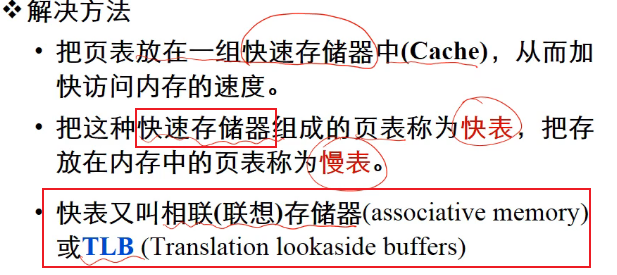 ❖解决方法
• 把页表放在一组快速存储器中(Cache)，从而加
快访问内存的速度。
• 把这种快速存储器组成的页表称为快表，把存
放在内存中的页表称为慢表。
• 快表又叫相联(联想)存储器(associative memory)
或TLB (Translation lookaside buffers)